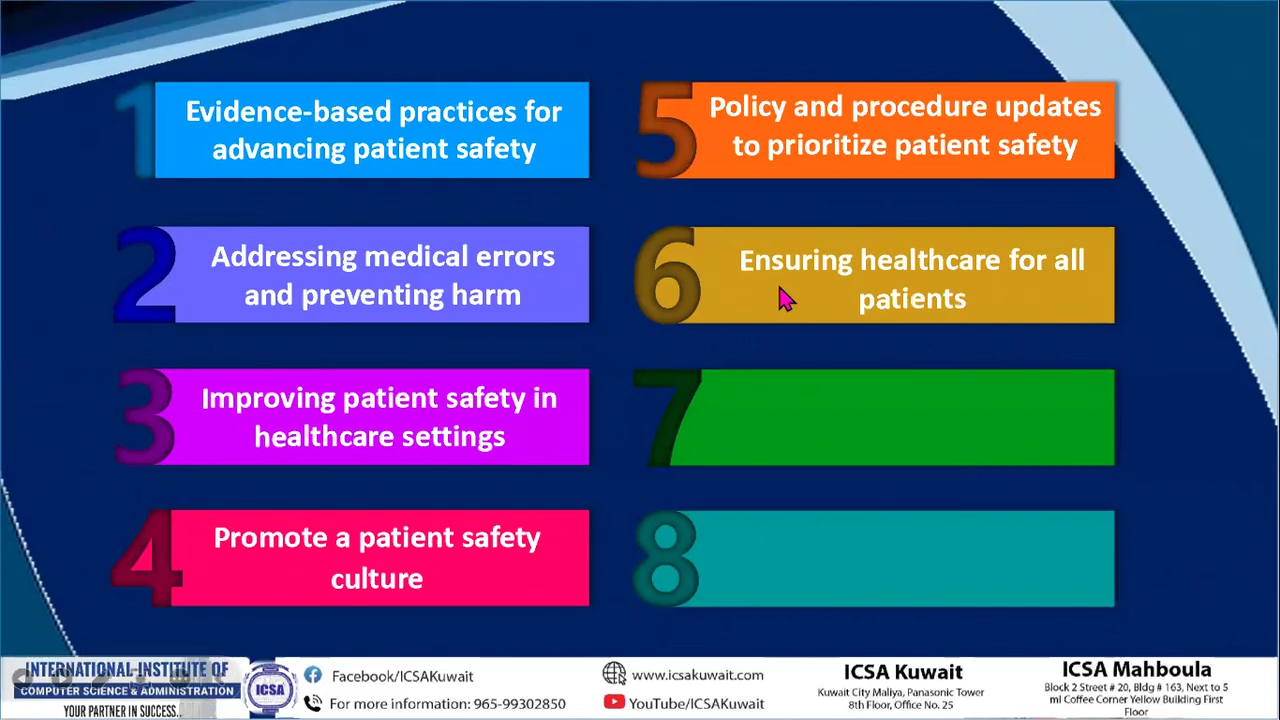 1
Evidence-based practices for
advancing patient safety
2
Addressing medical errors
and preventing harm
3
Improving patient safety in
healthcare settings
4
Promote a patient safety
culture
5
Policy and procedure updates
to prioritize patient safety
6
Ensuring healthcare for all
patients
7
8
INTERNATIONAL INSTITUTE OF
COMPUTER SCIENCE & ADMINISTRATION
YOUR PARTNER IN SUCCESS..
ICSA
Facebook/ICSAKuwait
For more information: 965-99302850
www.icsakuwait.com
YouTube/ICSAKuwait
ICSA Kuwait
Kuwait City Maliya, Panasonic Tower
8th Floor, Office No. 25
ICSA Mahboula
Block 2 Street # 20, Bldg # 163, Next to 5
ml Coffee Corner Yellow Building First
Floor